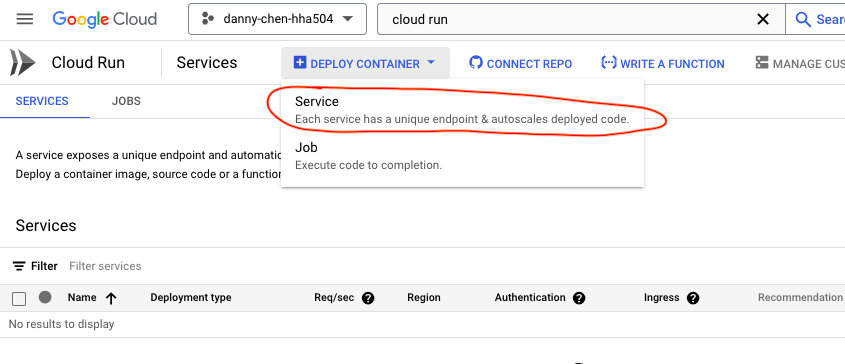 Google Cloud
danny-chen-hha504
cloud run
Sear
Cloud Run
Services
DEPLOY CONTAINER
CONNECT REPO
WRITE A FUNCTION
MANAGE CUS
SERVICES
JOBS
Service
Each service has a unique endpoint & autoscales deployed code.
Job
Execute code to completion.
A service exposes a unique endpoint and automatic
Deploy a container image, source code or a function
Services
Filter Filter services
Name Deployment type Req/sec Region Authentication Ingress Recommendation
No results to display